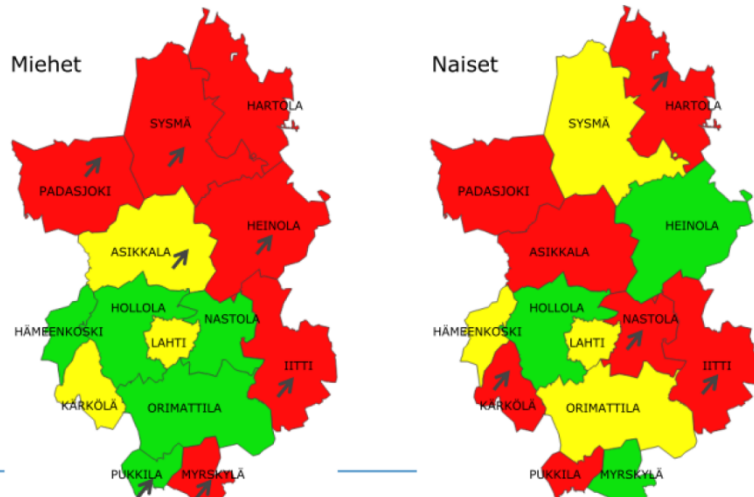 Miehet
HARTOLA
SYSMÄ
PADASJOKI
HEINOLA
ASIKKALA
HOLLOLA
NASTOLA
HÄMEENKOSKI
LAHTI
IITTI
KÄRKÖLÄ
ORIMATTILA
PUKKILA
MYRSKYLÄ
Naiset
HARTOLA
SYSMÄ
PADASJOKI
HEINOLA
ASIKKALA
HOLLOLA
NASTOLA
HÄMEENKOSKI
LAHTI
IITTI
KÄRKÖLÄ
ORIMATTILA
PUKKILA
MYRSKYLÄ